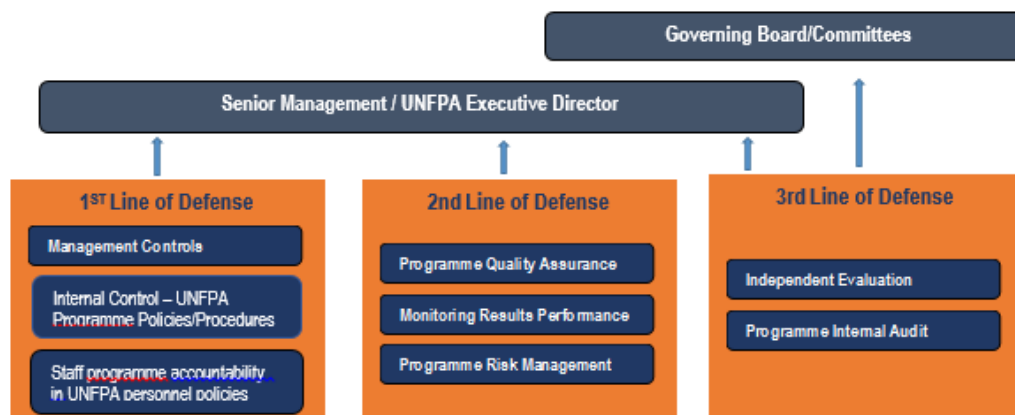 Governing Board/Committees
Senior Management / UNFPA Executive Director
1ST Line of Defense
Management Controls
Internal Control – UNFPA
Programme Policies/Procedures
Staff programme accountability
in UNFPA personnel policies
2nd Line of Defense
Programme Quality Assurance
Monitoring Results Performance
Programme Risk Management
3rd Line of Defense
Independent Evaluation
Programme Internal Audit